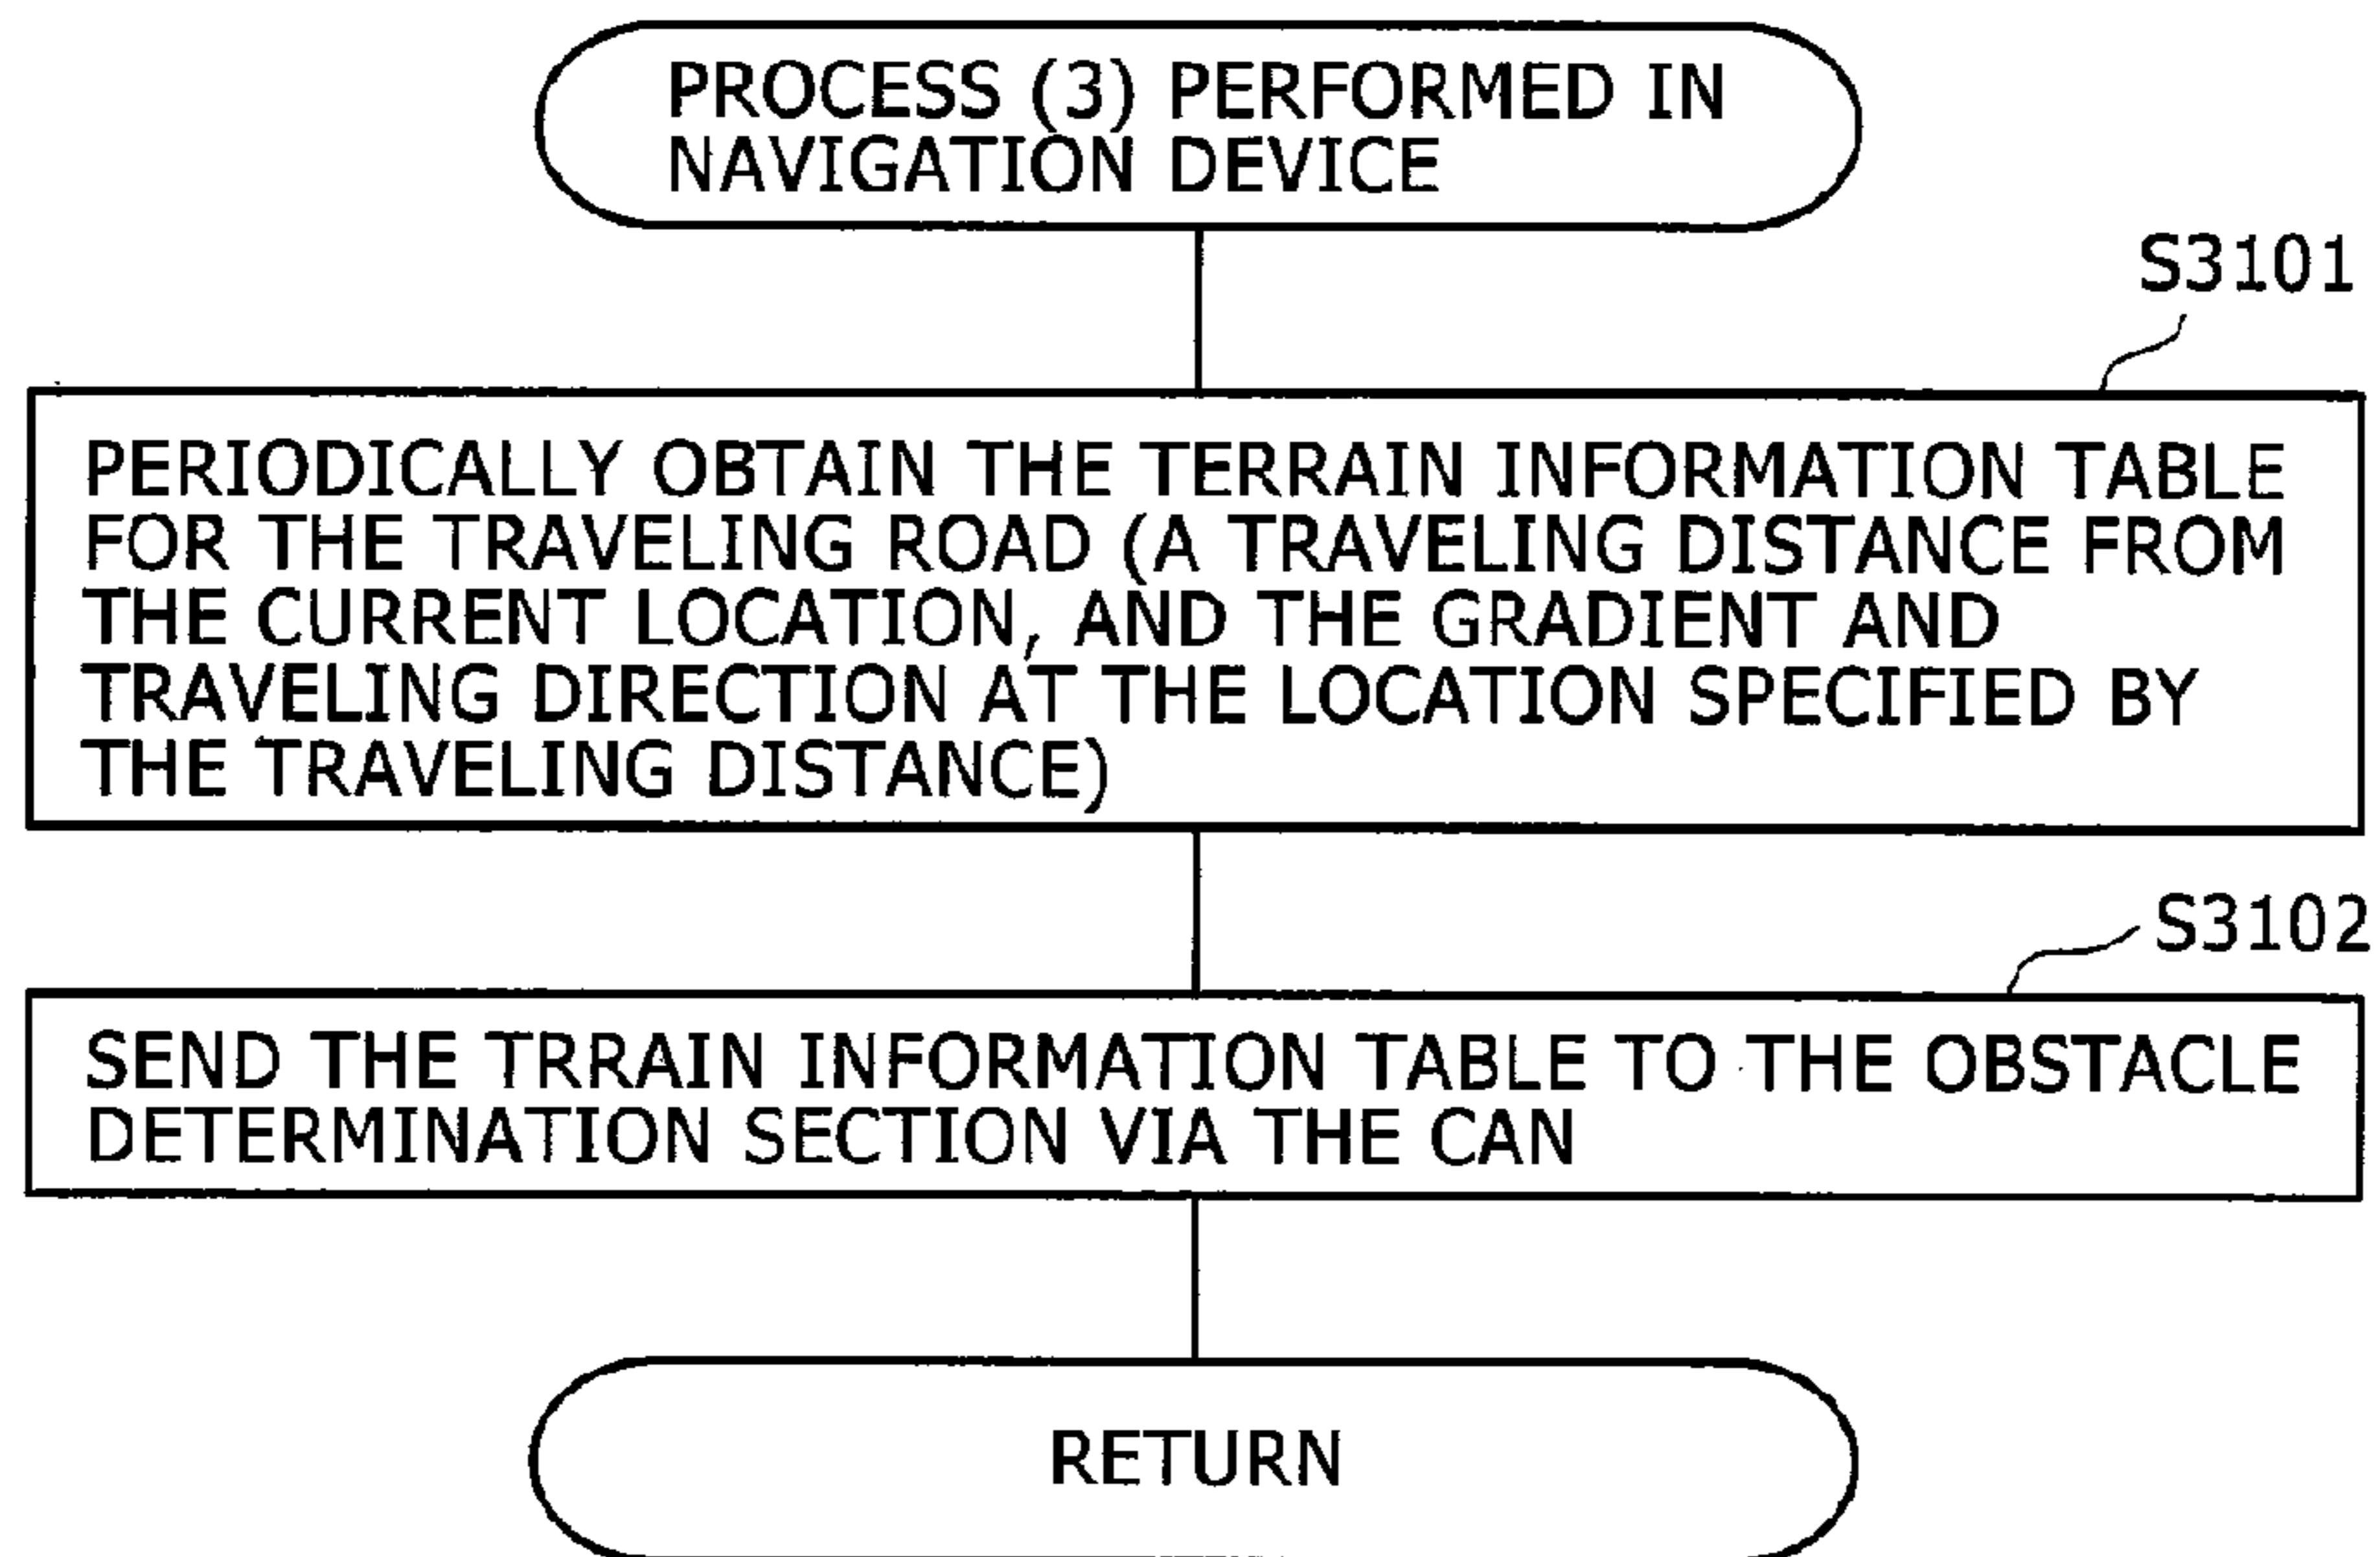 PROCESS (3) PERFORMED IN
NAVIGATION DEVICE
S3101
PERIODICALLY OBTAIN THE TERRAIN INFORMATION TABLE
FOR THE TRAVELING ROAD (A TRAVELING DISTANCE FROM
THE CURRENT LOCATION, AND THE GRADIENT AND
TRAVELING DIRECTION AT THE LOCATION SPECIFIED BY
THE TRAVELING DISTANCE)
S3102
SEND THE TRRAIN INFORMATION TABLE TO THE OBSTACLE
DETERMINATION SECTION VIA THE CAN
RETURN